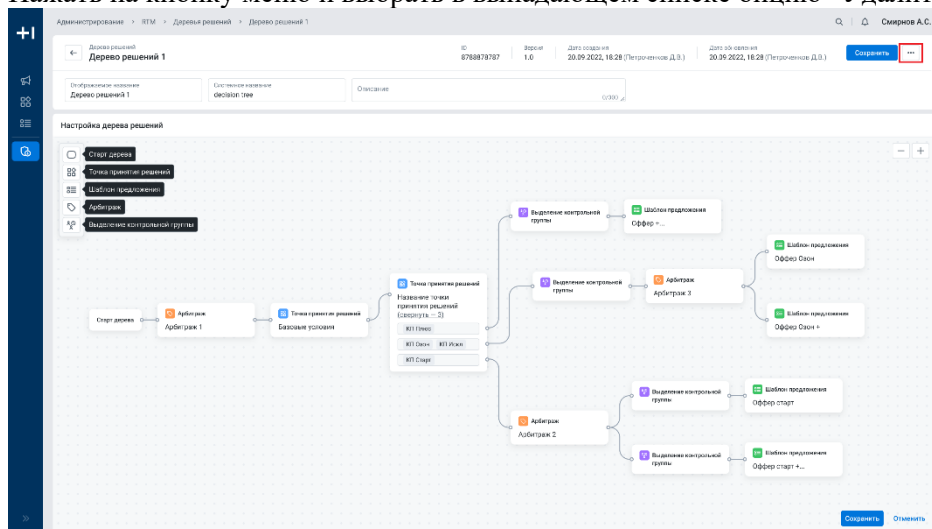 Нажать на кнопку меню и выбрать в выпадающем списке опцию «Удалить
Администрирование > RTM > Деревья решений > Дерево решений 1
Смирнов А.С.
Дерево решений
Дерево решений 1
ID
8788878787
Версия
1.0
Дата создания
20.09.2022, 18:28 (Петроченков Д.В.)
Дата обновления
20.09.2022, 18:28 (Петроченков Д.В.)
Сохранить
Отображаемое название
Дерево решений 1
Системное название
decision tree
Описание
0/300
Настройка дерева решений
Старт дерева
Точка принятия решений
Шаблон предложения
Арбитраж
Выделение контрольной группы
Старт дерева
Арбитраж
Арбитраж 1
Точка принятия решений
Базовые условия
Точка принятия решений
Название точки
принятия решений
(свернуть – 3)
КП Плюс
КП Озон КП Искл
КП Старт
Выделение контрольной
группы
Шаблон предложения
Оффер –...
Выделение контрольной
группы
Арбитраж
Арбитраж 3
Шаблон предложения
Оффер Озон
Шаблон предложения
Оффер Озон +
Арбитраж
Арбитраж 2
Выделение контрольной
группы
Шаблон предложения
Оффер старт
Выделение контрольной
группы
Шаблон предложения
Оффер старт +...
Сохранить Отменить